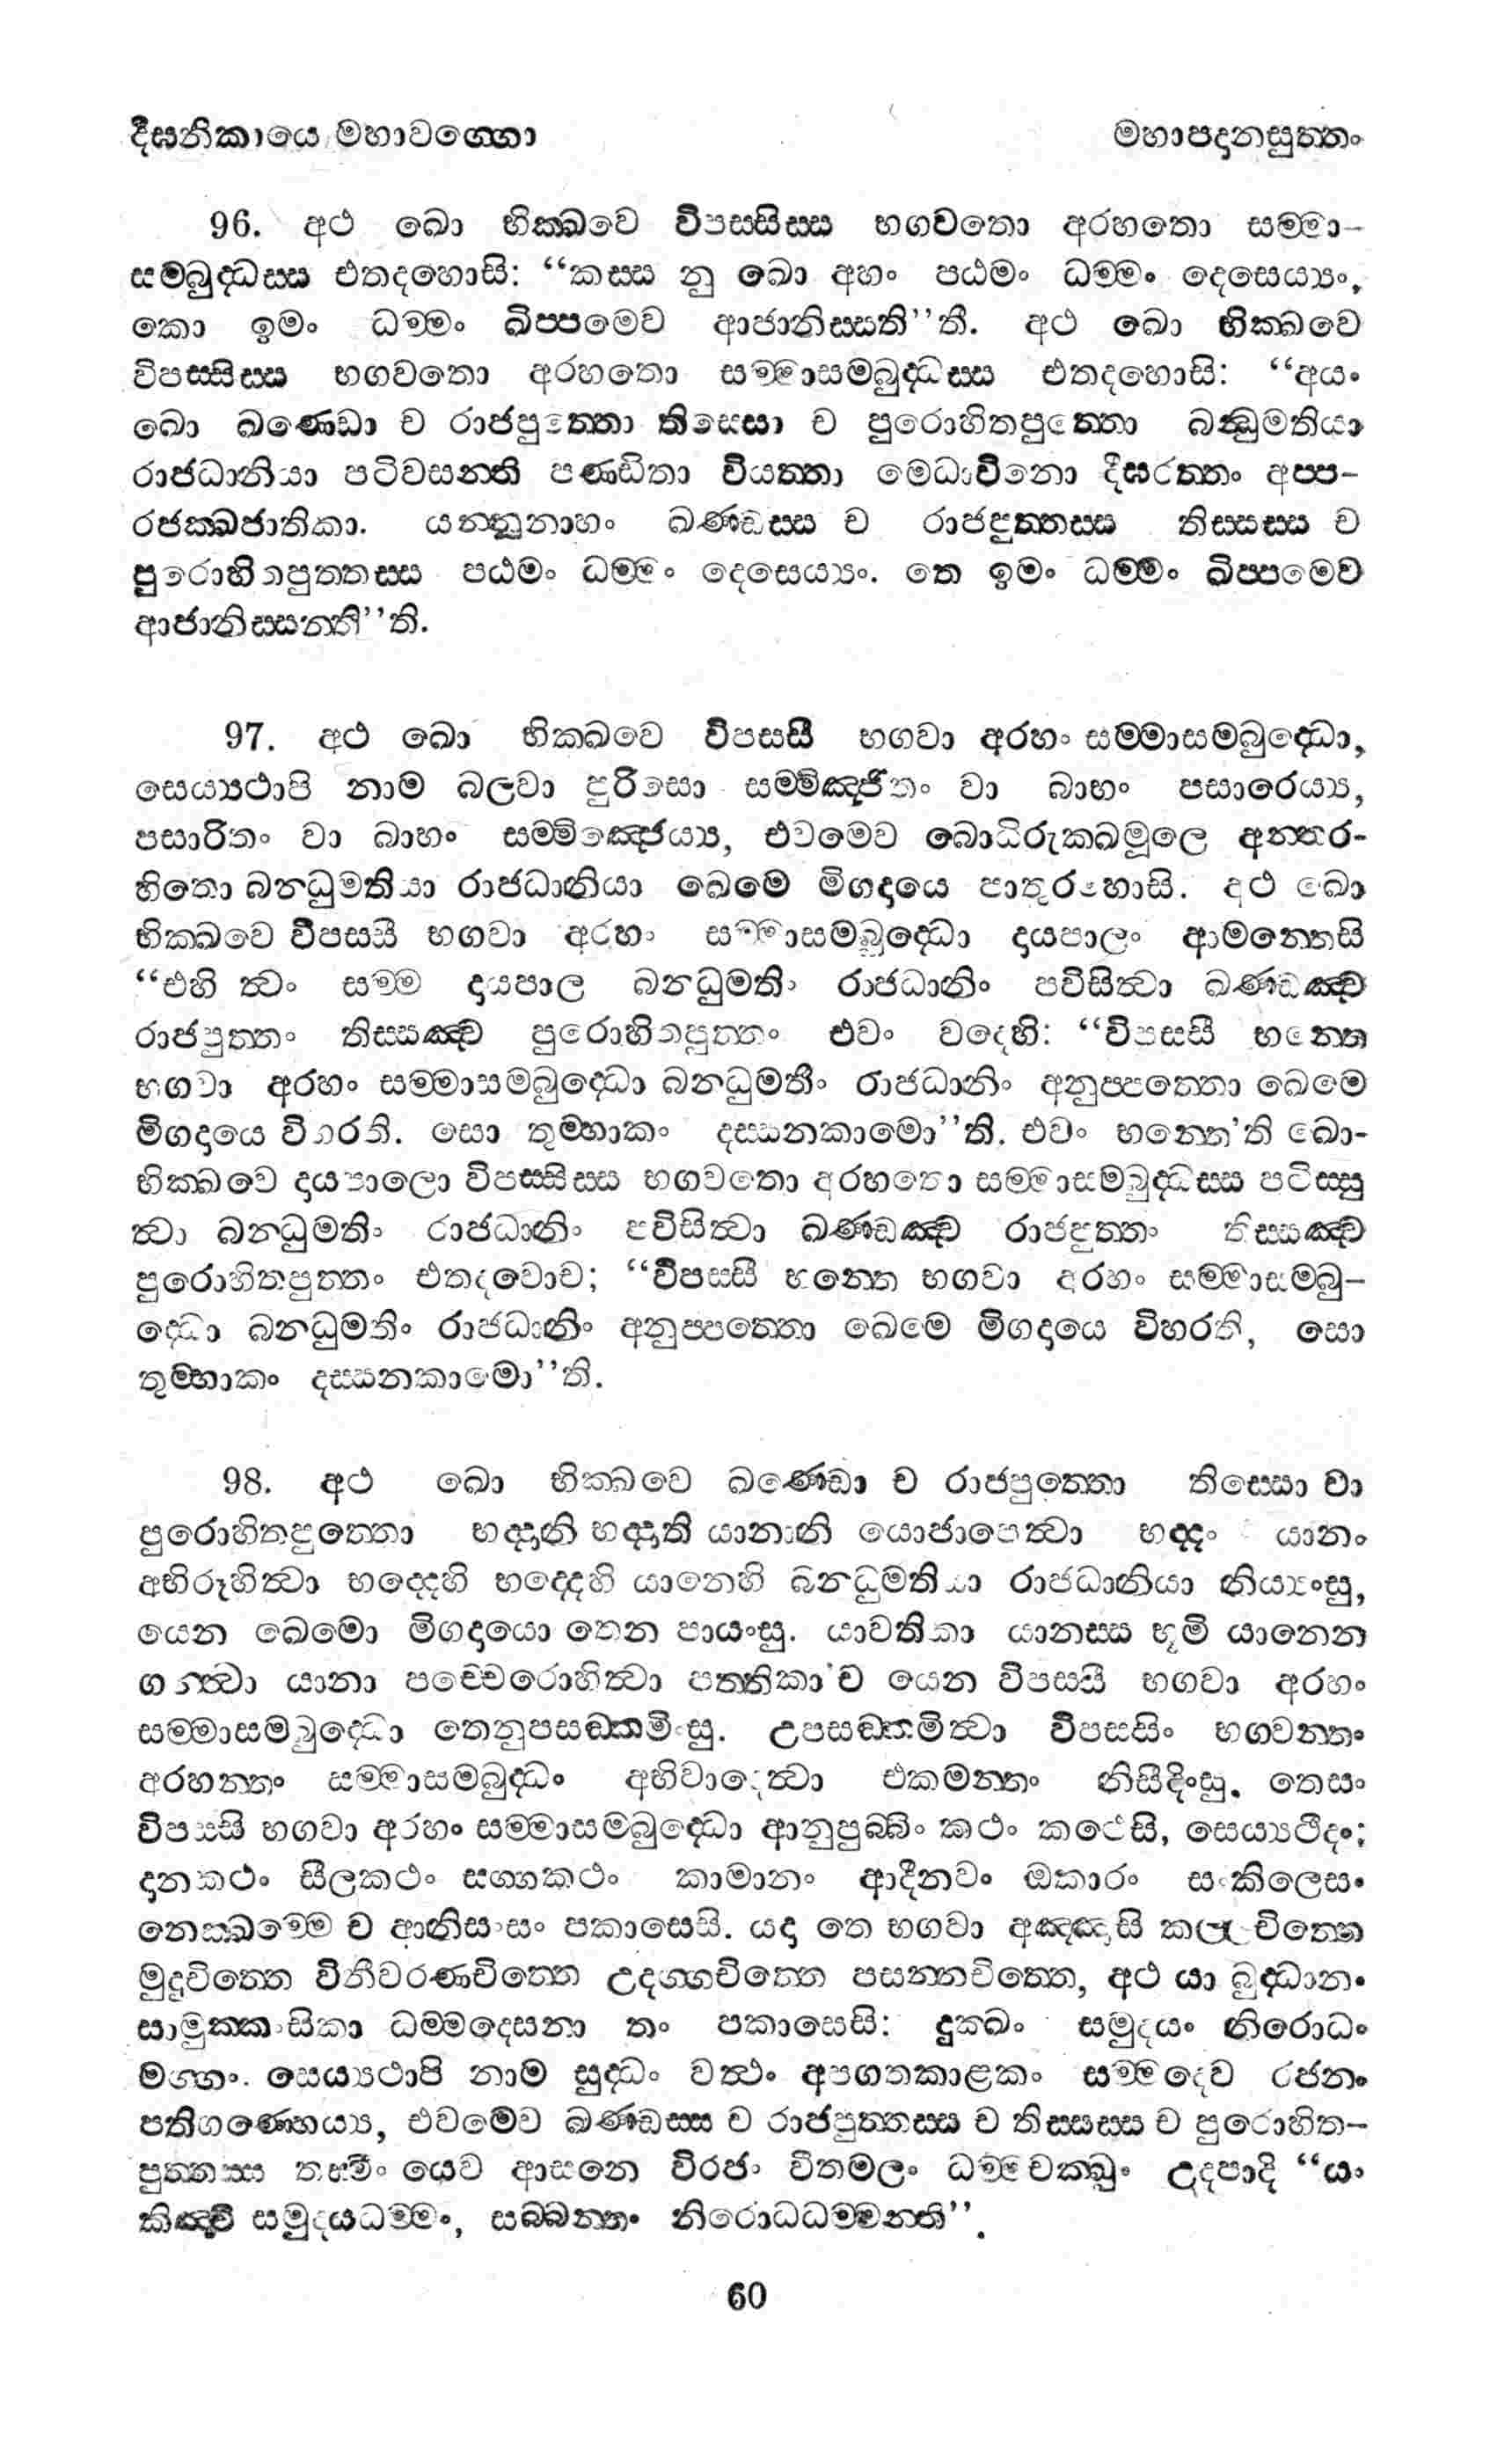 දීඝනිකායෙ මහාවග්ගො
මහාපදානසුත්තං
96. අථ ඛො භික්ඛවෙ විපස්සිස්ස භගවතො අරහතො සම්මා-
සම්බුද්ධස්ස එතදහොසි: “කස්ස නු ඛො අහං පඨමං ධම්මං දෙසෙය්‍යං,
කො ඉමං ධම්මං ඛිප්පමෙව ආජානිස්සති”තී. අථ ඛො භික්ඛවෙ
විපස්සිස්ස භගවතො අරහතො සම්මාසම්බුද්ධස්ස එතදහොසි: “අයං
ඛො ඛණ්ඩො ච රාජපුත්තො තිස්සො ච පුරොහිතපුත්තො බන්ධුමතියා
රාජධානියා පටිවසන්ති පණ්ඩිතා වියත්තා මෙධාවිනො දීඝරත්තං අප්ප-
රජක්ඛජාතිකා. යන්නූනාහං ඛණ්ඩස්ස ච රාජපුත්තස්ස තිස්සස්ස ච
පුරොහිතපුත්තස්ස පඨමං ධම්මං දෙසෙය්‍යං. තෙ ඉමං ධම්මං ඛිප්පමෙව
ආජානිස්සන්ති”ති.
97. අථ ඛො භික්ඛවෙ විපස්සී භගවා අරහං සම්මාසම්බුද්ධො,
සෙය්‍යථාපි නාම බලවා පුරිසො සම්මිඤ්ජිතං වා බාහං පසාරෙය්‍ය,
පසාරිතං වා බාහං සම්මිඤ්ජෙය්‍ය, එවමෙව බොධිරුක්ඛමූලෙ අන්තර-
හිතො බන්ධුමතියා රාජධානියා ඛෙමෙ මිගදායෙ පාතුරහොසි. අථ ඛො
භික්ඛවෙ විපස්සී භගවා අරහං සම්මාසම්බුද්ධො දායපාලං ආමන්තෙසි
“එහි ත්‍වං සම්ම දායපාල බන්ධුමතිං රාජධානිං පවිසිත්‍වා ඛණ්ඩඤ්ච
රාජපුත්තං තිස්සඤ්ච පුරොහිතපුත්තං එවං වදෙහි: “විපස්සී භන්තෙ
භගවා අරහං සම්මාසම්බුද්ධො බන්ධුමතීං රාජධානිං අනුප්පත්තො ඛෙමෙ
මිගදායෙ විහරති. සො තුම්හාකං දස්සනකාමො”ති. එවං භන්තෙ’ති ඛො-
භික්ඛවෙ දායපාලො විපස්සිස්ස භගවතො අරහතො සම්මාසම්බුද්ධස්ස පටිස්සු
ත්‍වා බන්ධුමතිං රාජධානිං පවිසිත්‍වා ඛණ්ඩඤ්ච රාජපුත්තං තිස්සඤ්ච
පුරොහිතපුත්තං එතදවොච; “විපස්සී භන්තෙ භගවා අරහං සම්මාසම්බු-
ද්ධො බන්ධුමතිං රාජධානිං අනුප්පත්තො ඛෙමෙ මිගදායෙ විහරති, සො
තුම්හාකං දස්සනකාමො”ති.
98. අථ ඛො භික්ඛවෙ ඛණ්ඩො ච රාජපුත්තො තිස්සො වා
පුරොහිතපුත්තො භද්‍රානි භද්‍රාති යානානි යොජාපෙත්‍වා භද්දං යානං
අභිරූහිත්‍වා භද්දෙහි භද්දෙහි යානෙහි බන්ධුමතියා රාජධානියා නිය්‍යංසු,
යෙන ඛෙමො මිගදායො තෙන පායංසු. යාවතිකා යානස්ස භූමි යානෙන
ගන්ත්‍වා යානා පච්චොරොහිත්‍වා පත්තිකා’ච යෙන විපස්සී භගවා අරහං
සම්මාසම්බුද්ධො තෙනුපසඞ්කමිංසු. උපසඞ්කමිත්‍වා විපස්සිං භගවන්තං
අරහන්තං සම්මාසම්බුද්ධං අභිවාදෙත්‍වා එකමන්තං නිසීදිංසු. තෙසං
විපස්සි භගවා අරහං සම්මාසම්බුද්ධො ආනුපුබ්බිං කථං කථෙසි, සෙය්‍යථීදං;
දානකථං සීලකථං සග්ගකථං කාමානං ආදීනවං ඔකාරං සංකිලෙසං
නෙක්ඛම්මෙ ච ආනිසංසං පකාසෙසි. යදා තෙ භගවා අඤ්ඤාසි කල්ලචිත්තෙ
මුදුචිත්තෙ විනීවරණචිත්තෙ උදග්ගචිත්තෙ පසන්නචිත්තෙ, අථ යා බුද්ධානං
සාමුක්කංසිකා ධම්මදෙසනා තං පකාසෙසි: දුක්ඛං සමුදයං නිරොධං
මග්ගං. සෙය්‍යථාපි නාම සුද්ධං වත්‍ථං අපගතකාළකං සම්මදෙව රජනං
පතිගණ්හෙය්‍ය, එවමෙව ඛණ්ඩස්ස ච රාජපුත්තස්ස ච තිස්සස්ස ච පුරොහිත-
පුත්තස්ස තස්මිං යෙව ආසනෙ විරජං වීතමලං ධම්මචක්ඛුං උදපාදි “යං
කිඤ්චි සමුදයධම්මං, සබ්බන්තං නිරොධධම්මන්ති”.
60